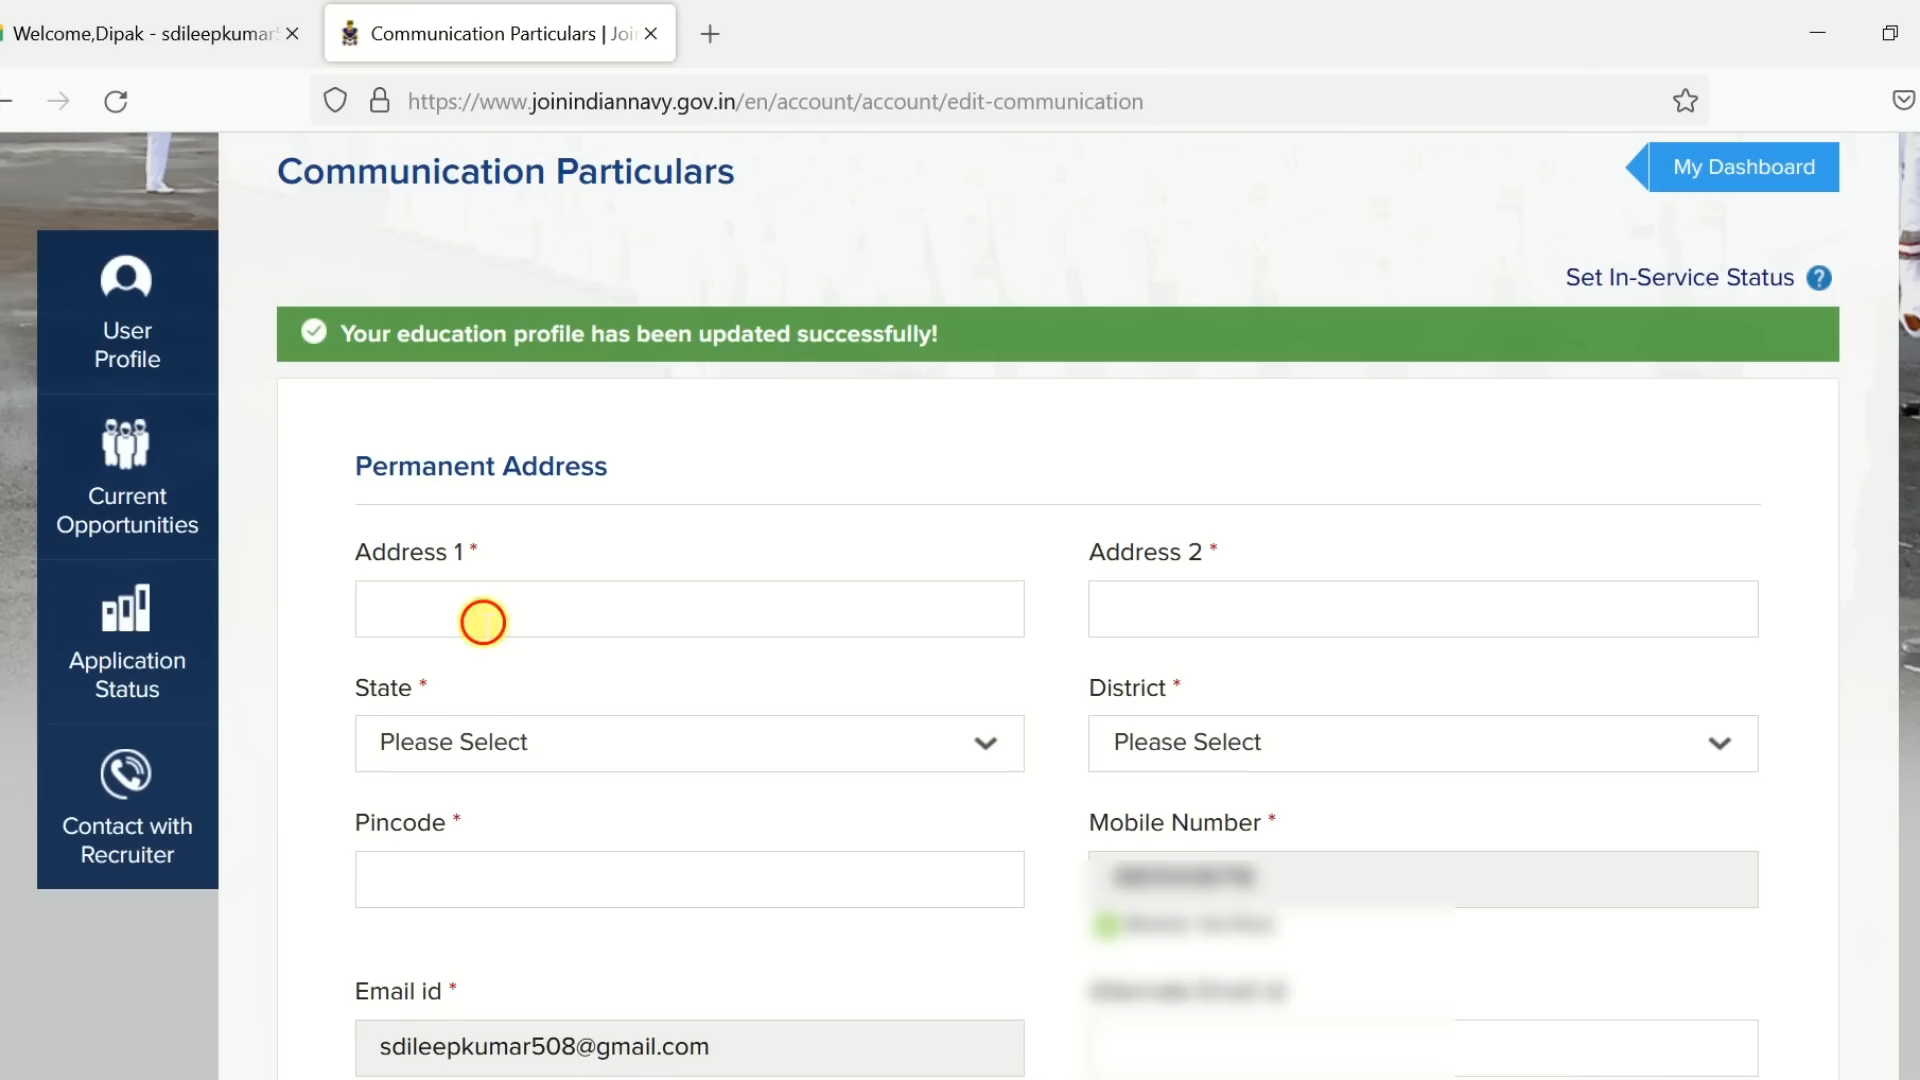 Welcome,Dipak - sdileepkumar
Communication Particulars | Join
https://www.joinindiannavy.gov.in/en/account/account/edit-communication
Communication Particulars
My Dashboard
Set In-Service Status ?
Your education profile has been updated successfully!
User
Profile
Current
Opportunities
Application
Status
Contact with
Recruiter
Permanent Address
Address 1 *
Address 2 *
State *
District *
Please Select
Please Select
Pincode *
Mobile Number *
Email id *
sdileepkumar508@gmail.com